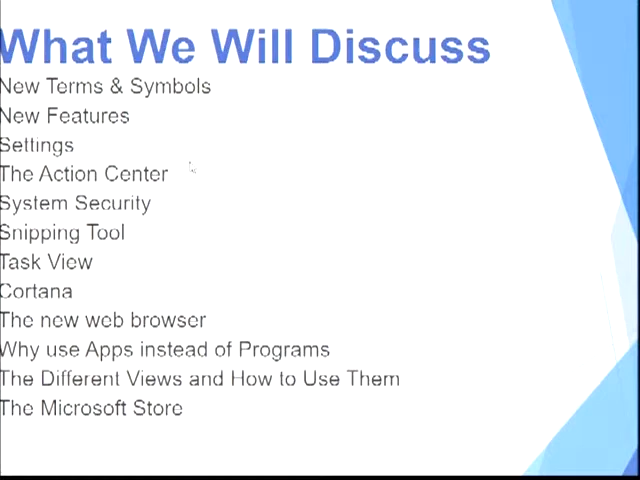 What We Will Discuss
New Terms & Symbols
New Features
Settings
The Action Center
System Security
Snipping Tool
Task View
Cortana
The new web browser
Why use Apps instead of Programs
The Different Views and How to Use Them
The Microsoft Store